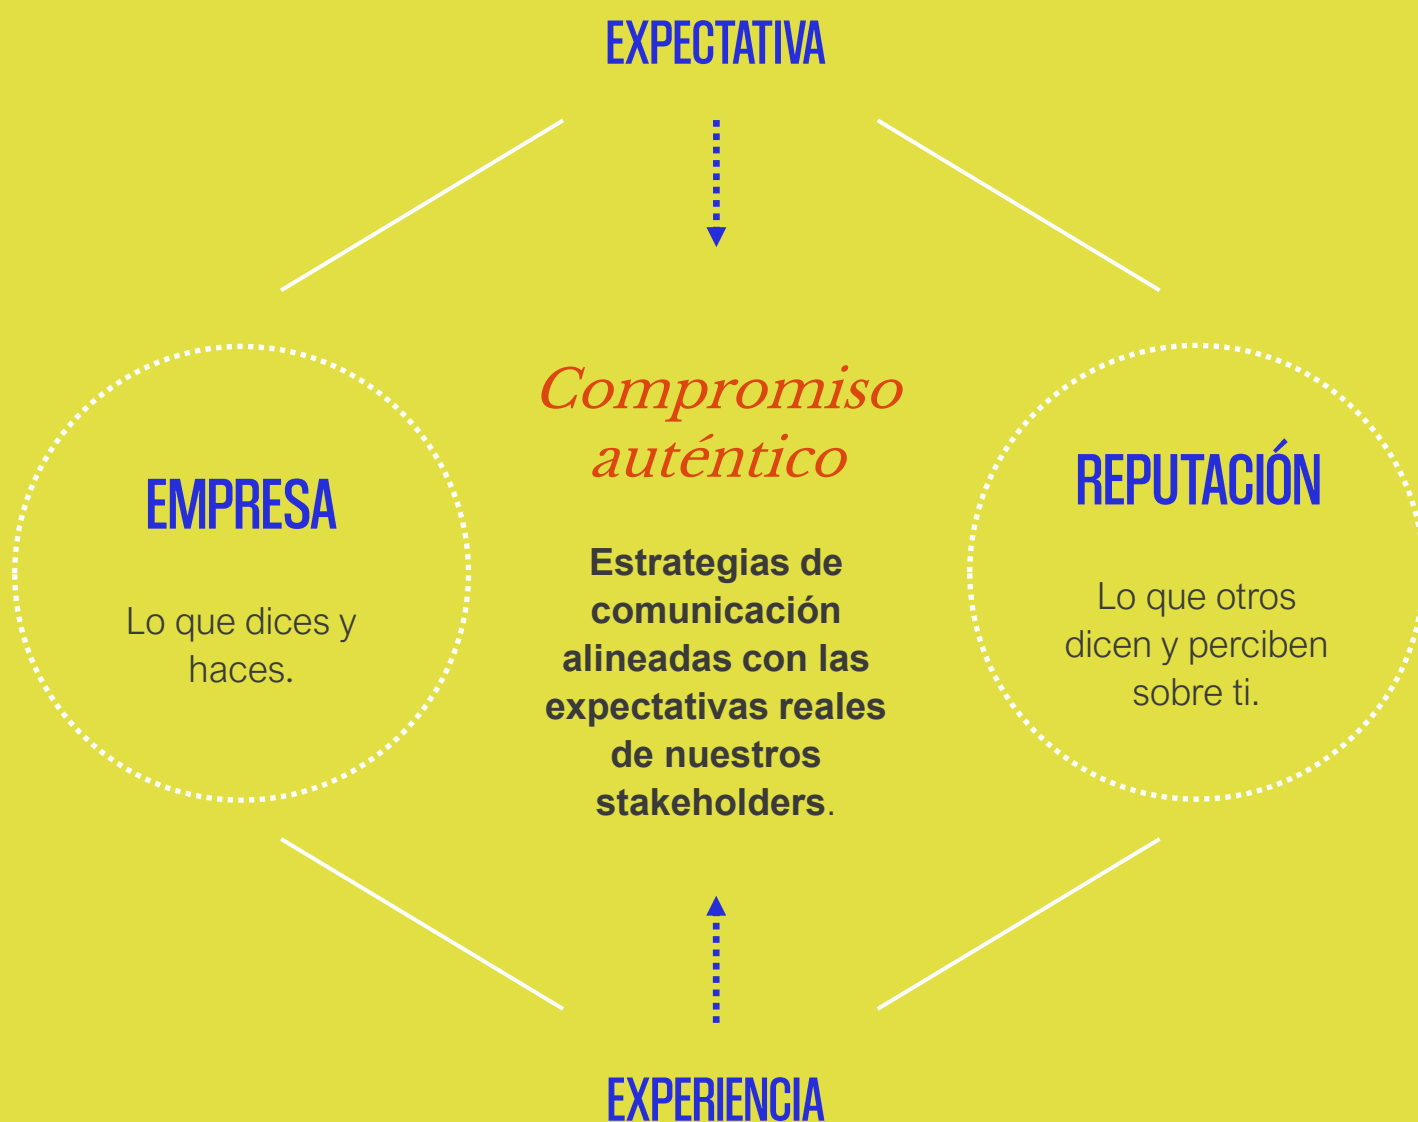 EXPECTATIVA
EMPRESA
Lo que dices y
haces.
Compromiso
auténtico
Estrategias de
comunicación
alineadas con las
expectativas reales
de nuestros
stakeholders.
REPUTACIÓN
Lo que otros
dicen y perciben
sobre ti.
EXPERIENCIA